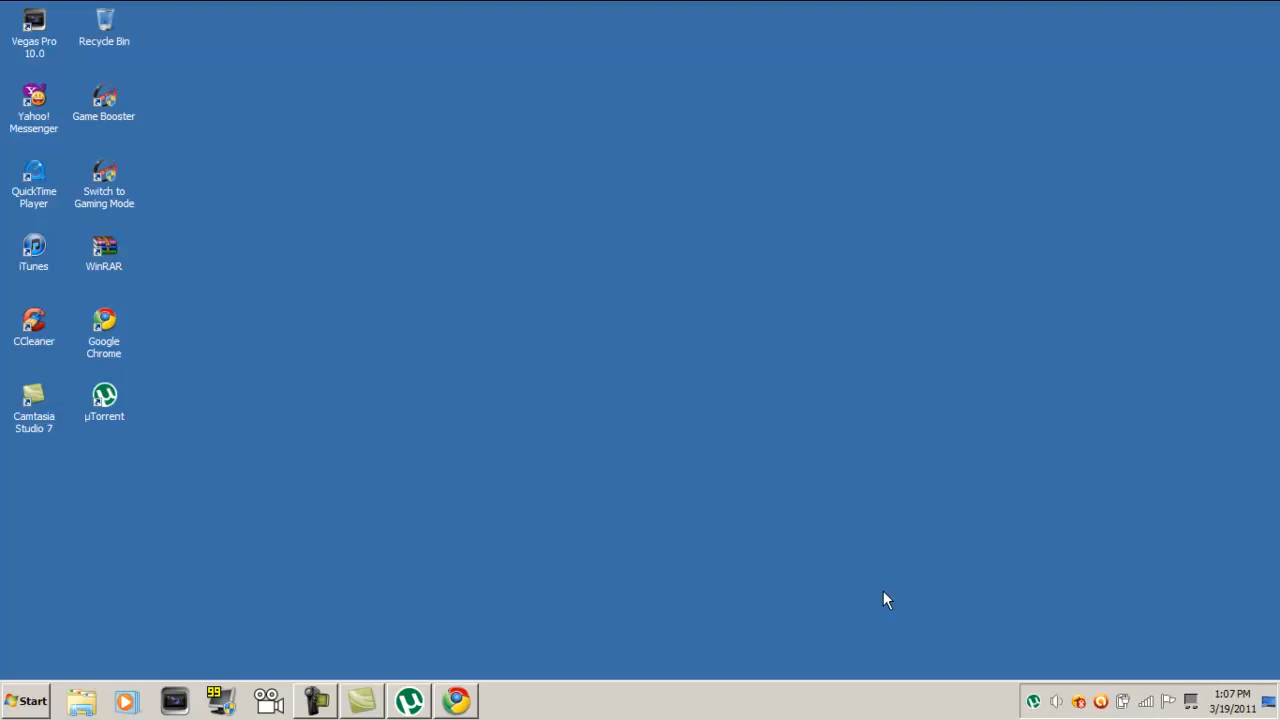 Vegas Pro
10.0
Recycle Bin
Yahoo!
Messenger
Game Booster
QuickTime
Player
Switch to
Gaming Mode
iTunes
WinRAR
CCleaner
Google
Chrome
Camtasia
Studio 7
µTorrent
Start
99
1:07 PM
3/19/2011